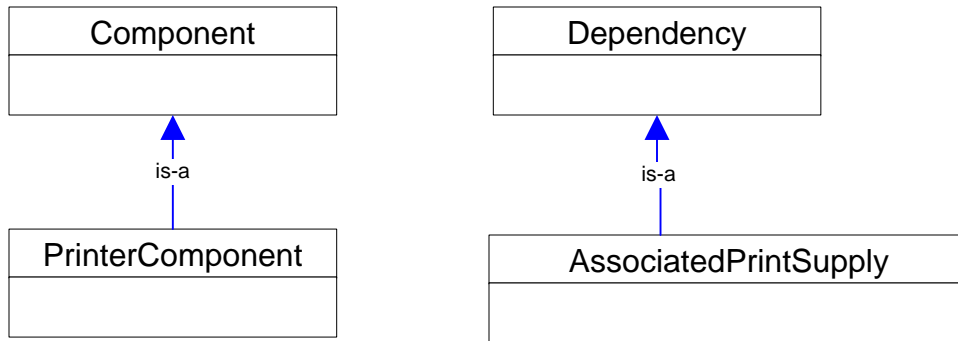 Component
Dependency
is-a
is-a
PrinterComponent
AssociatedPrintSupply